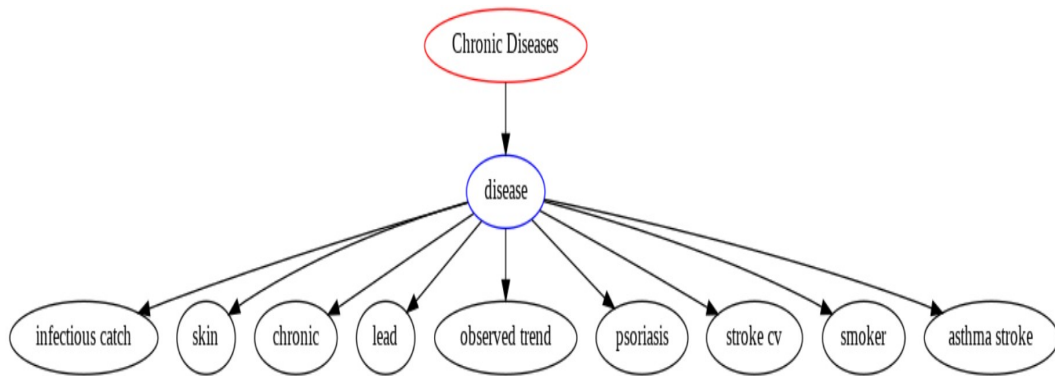 Chronic Diseases
disease
infectious catch
skin
chronic
lead
observed trend
psoriasis
stroke cv
smoker
asthma stroke